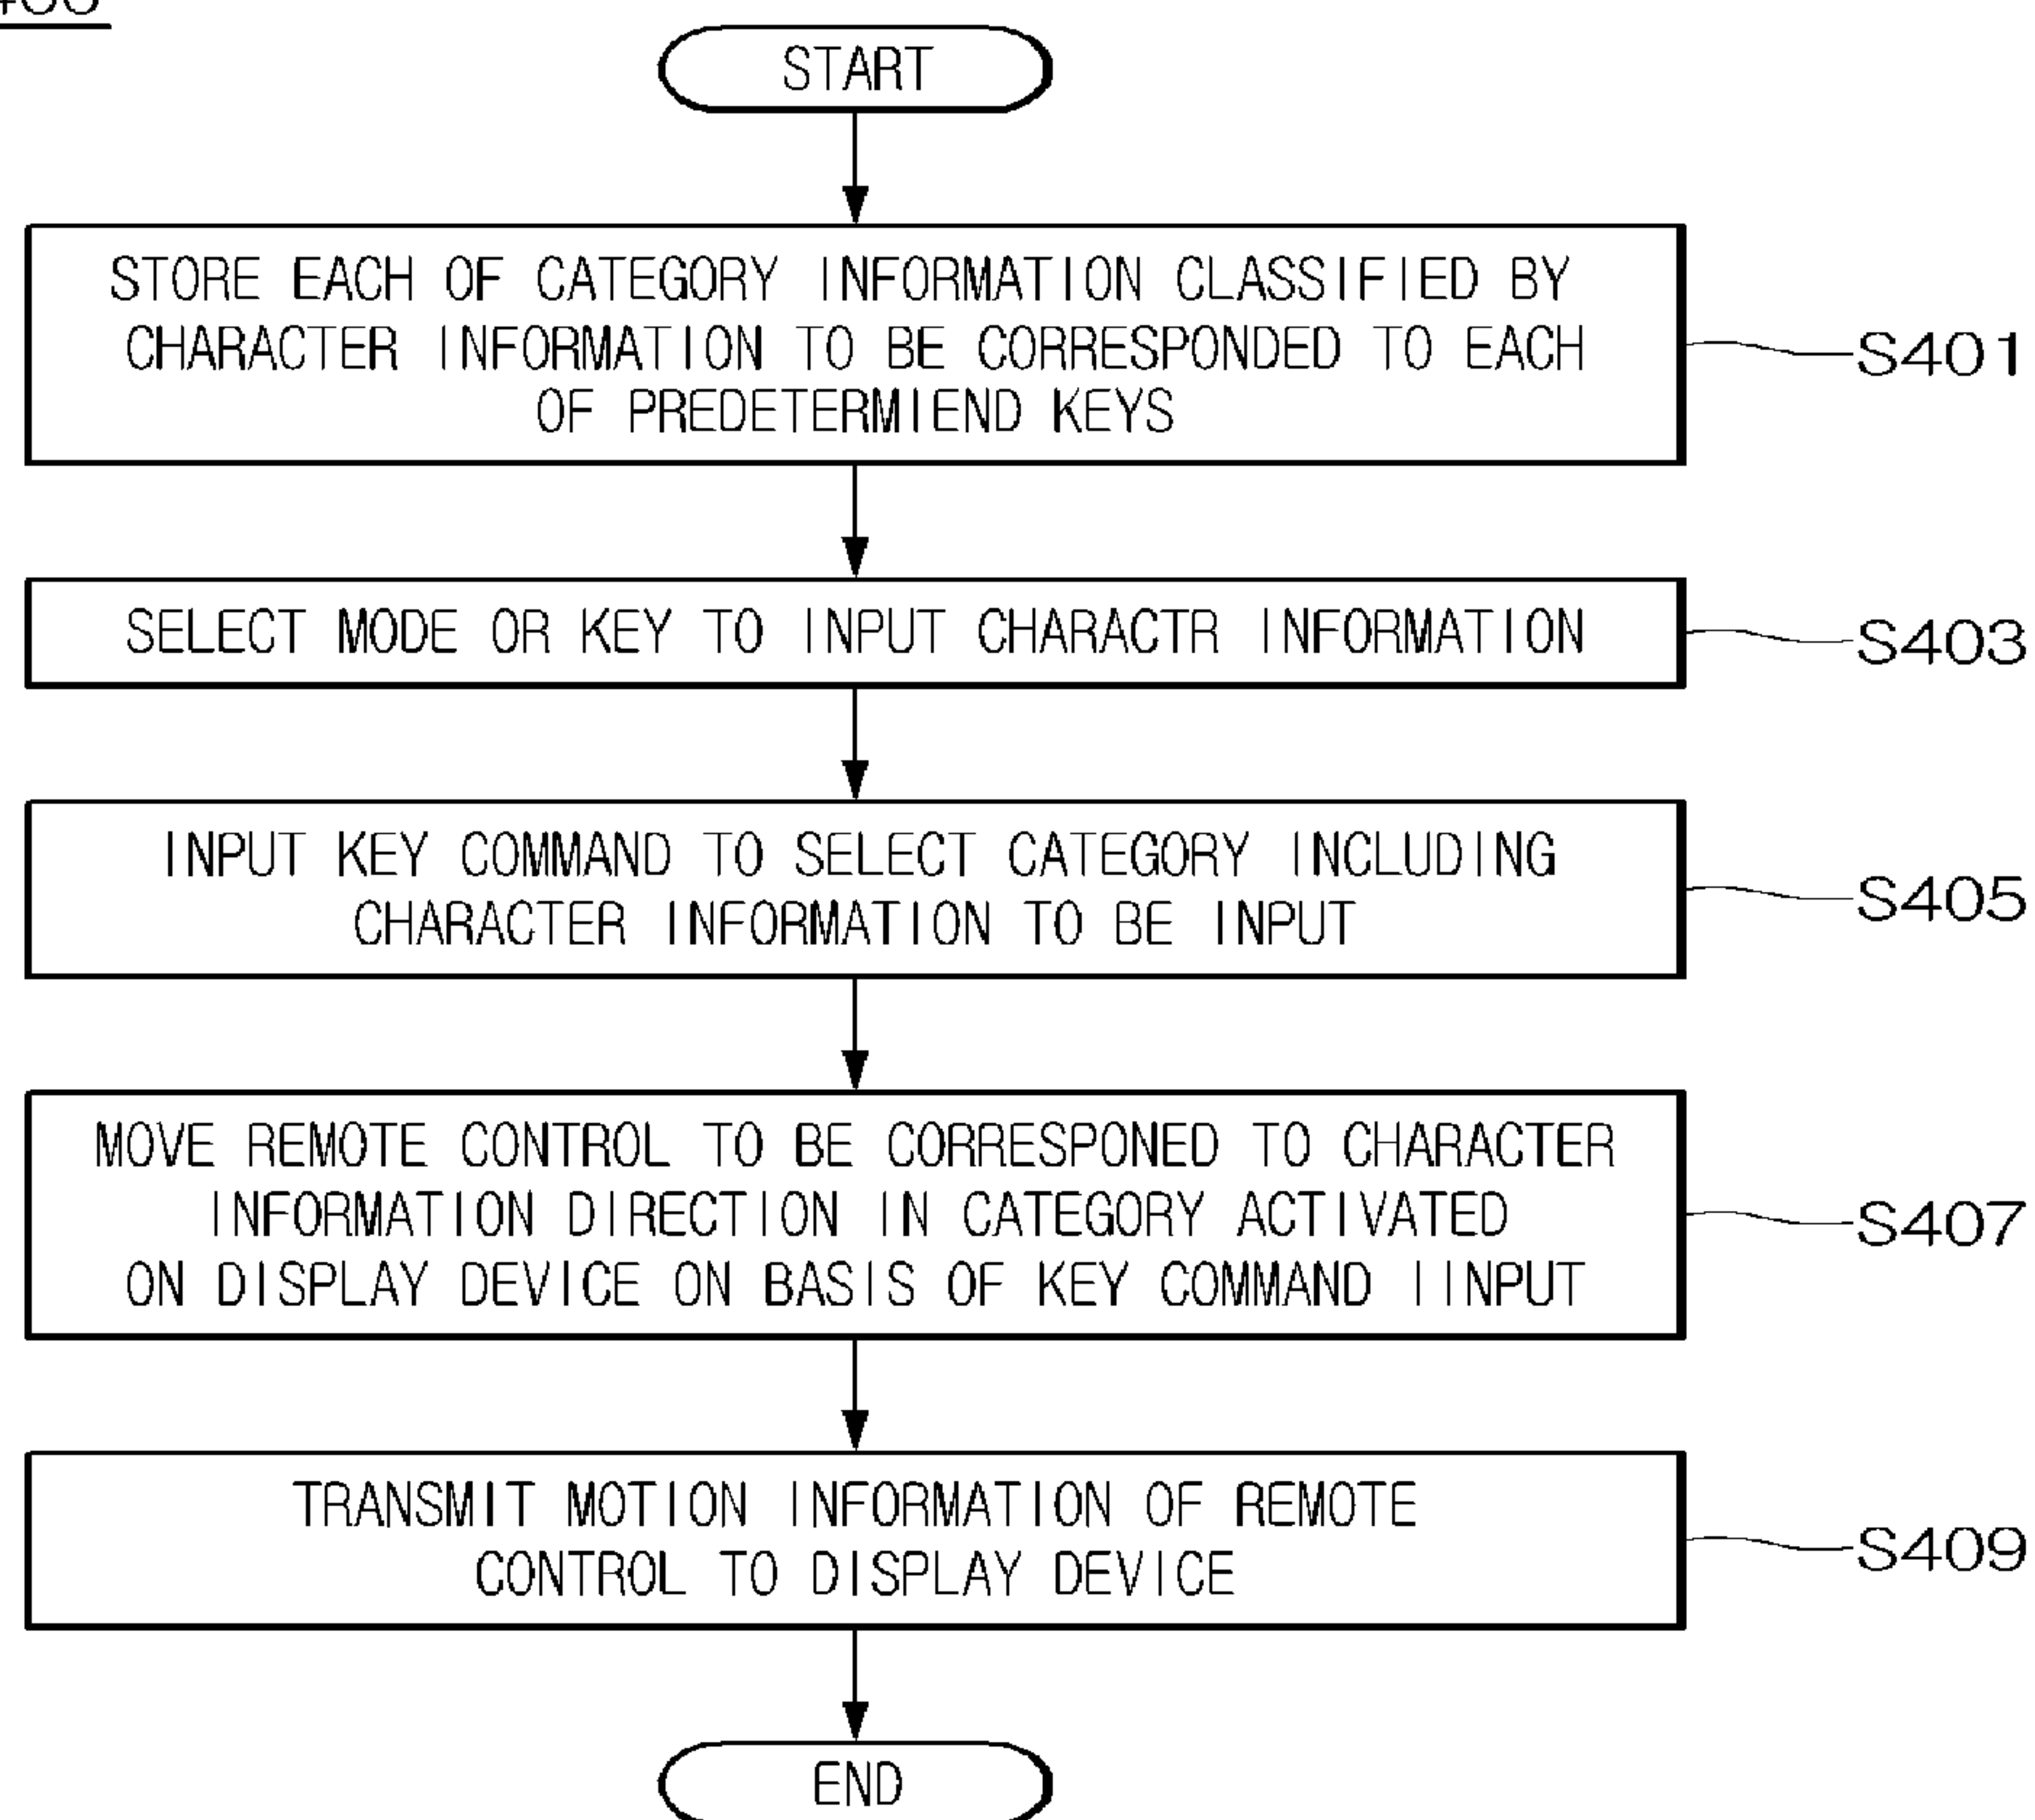 START
STORE EACH OF CATEGORY INFORMATION CLASSIFIED BY
CHARACTER INFORMATION TO BE CORRESPONDED TO EACH
OF PREDETERMIEND KEYS
S401
SELECT MODE OR KEY TO INPUT CHARACTR INFORMATION
S403
INPUT KEY COMMAND TO SELECT CATEGORY INCLUDING
CHARACTER INFORMATION TO BE INPUT
S405
MOVE REMOTE CONTROL TO BE CORRESPONED TO CHARACTER
INFORMATION DIRECTION IN CATEGORY ACTIVATED
ON DISPLAY DEVICE ON BASIS OF KEY COMMAND IINPUT
S407
TRANSMIT MOTION INFORMATION OF REMOTE
CONTROL TO DISPLAY DEVICE
S409
END